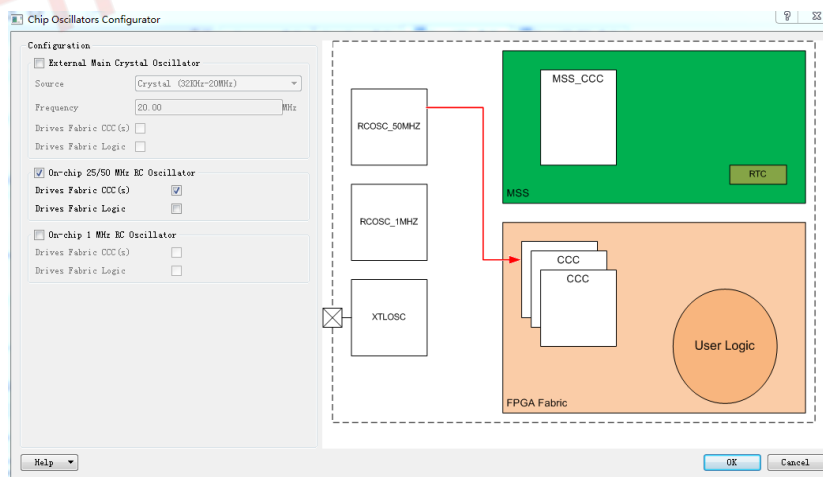 Chip Oscillators Configurator
Configuration
External Main Crystal Oscillator
Source
Crystal (32KHz-20MHz)
Frequency
20.00
MHz
Drives Fabric CCC(s)
Drives Fabric Logic
On-chip 25/50 MHz RC Oscillator
Drives Fabric CCC(s)
Drives Fabric Logic
On-chip 1 MHz RC Oscillator
Drives Fabric CCC(s)
Drives Fabric Logic
RCOSC_50MHZ
RCOSC_1MHZ
XTLOSC
MSS_CCC
RTC
MSS
CCC
CCC
User Logic
FPGA Fabric
Help
OK
Cancel